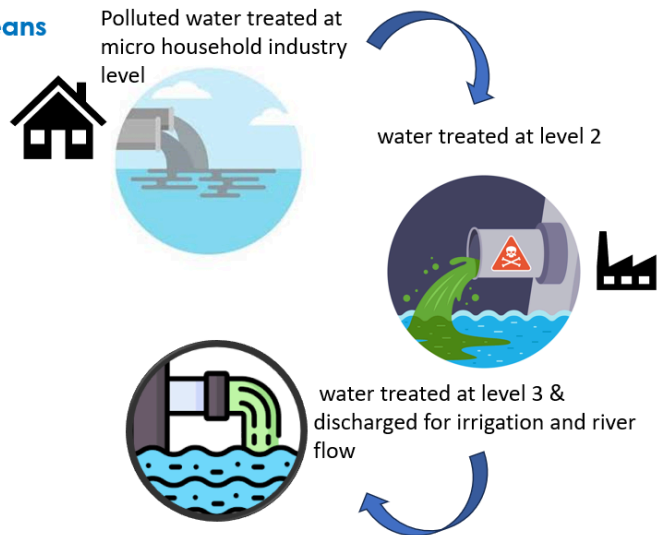 Polluted water treated at
micro household industry
level
water treated at level 2
water treated at level 3 &
discharged for irrigation and river
flow